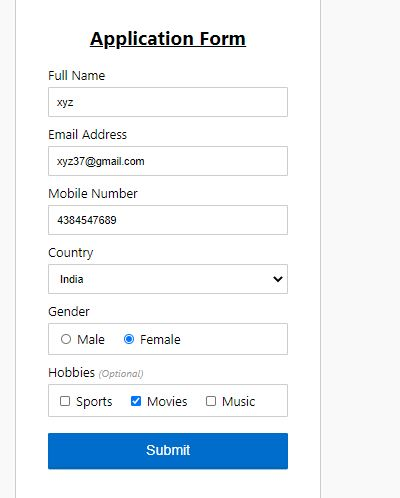 Application Form
Full Name
xyz
Email Address
xyz37@gmail.com
Mobile Number
4384547689
Country
India
Gender
Male Female
Hobbies (Optional)
Sports Movies Music
Submit